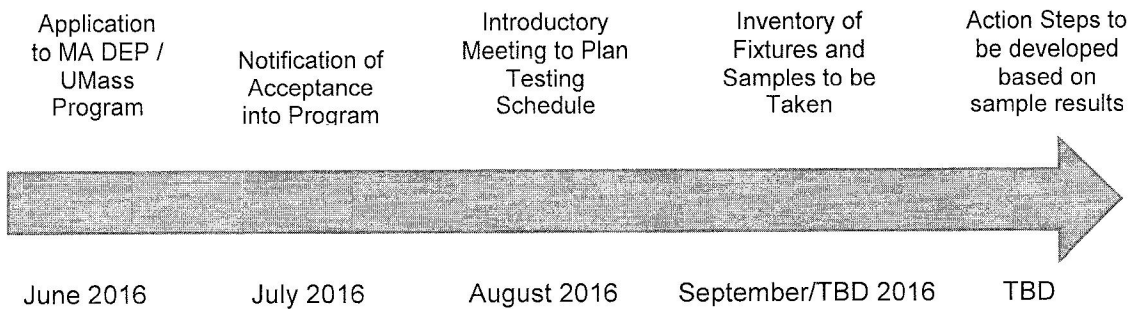 Application
to MA DEP /
UMass
Program
Notification of
Acceptance
into Program
Introductory
Meeting to Plan
Testing
Schedule
Inventory of
Fixtures and
Samples to be
Taken
Action Steps to
be developed
based on
sample results
June 2016
July 2016
August 2016
September/TBD 2016
TBD